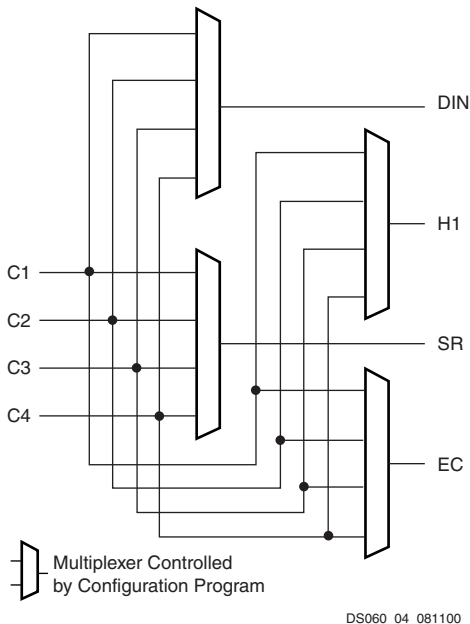 DIN
H1
C1
C2
SR
C3
C4
EC
Multiplexer Controlled
by Configuration Program
DS060_04_081100